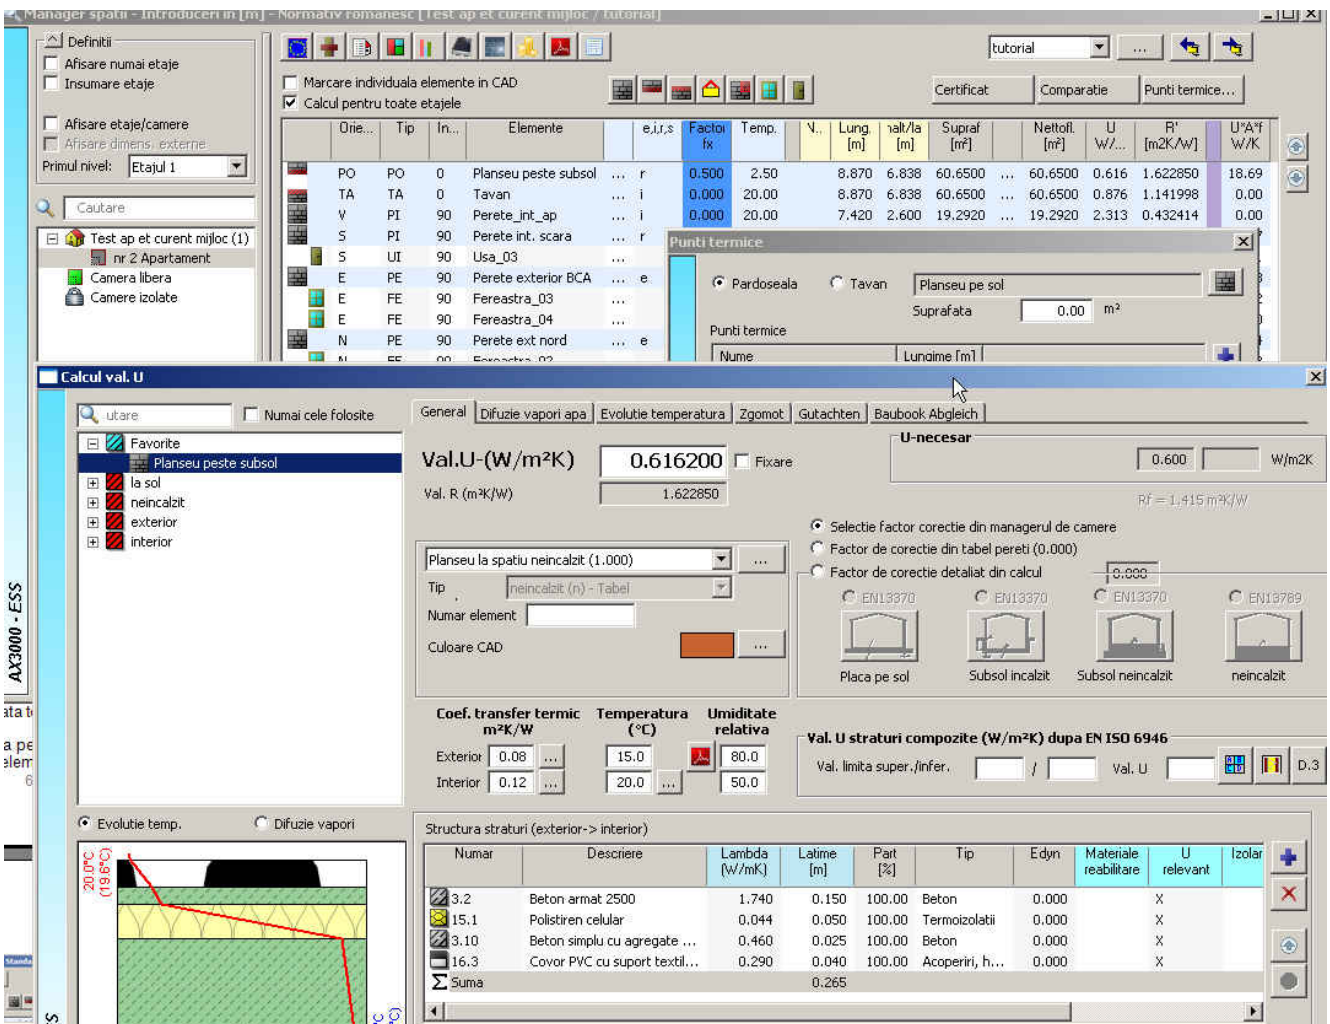 Manager spatii - Introduceri in [m] - Normativ romanesc [Test ap et curent mijloc / tutorial]
Definitii
Afisare numai etaje
Insumare etaje
Afisare etaje/camere
Afisare dimens. externe
Primul nivel: Etajul 1
Cautare
Test ap et curent mijloc (1)
nr 2 Apartament
Camera libera
Camere izolate
tutorial ...
Marcare individuala elemente in CAD
Calcul pentru toate etajele
Certificat Comparatie Punti termice...
Orie... Tip In... Elemente e,i,r,s Factor fx Temp. Lung. [m] nalt/la [m] Supraf [m²] Nettofl. [m²] U W/... R' [m2K/W] U*A*f W/K
PO PO 0 Planseu peste subsol ... r 0.500 2.50 8.870 6.838 60.6500 ... 60.6500 0.616 1.622850 18.69
TA TA 0 Tavan ... i 0.000 20.00 8.870 6.838 60.6500 ... 60.6500 0.876 1.141998 0.00
V PI 90 Perete_int_ap ... i 0.000 20.00 7.420 2.600 19.2920 ... 19.2920 2.313 0.432414 0.00
S PI 90 Perete int. scara ... r
S UI 90 Usa_03 ...
E PE 90 Perete exterior BCA ... e
E FE 90 Fereastra_03 ...
E FE 90 Fereastra_04 ...
N PE 90 Perete ext nord ... e
Punti termice
Pardoseala Tavan Planseu pe sol
Suprafata 0.00 m²
Punti termice
Nume Lungime [m]
AX3000 - ESS
Calcul val. U
utare Numai cele folosite
Favorite
Planseu peste subsol
la sol
neincalzit
exterior
interior
General Difuzie vapori apa Evolutie temperatura Zgomot Gutachten Baubook Abgleich
Val.U-(W/m²K) 0.616200 Fixare
Val. R (m²K/W) 1.622850
U-necesar
0.600 W/m2K
Rf = 1.415 m²K/W
Planseu la spatiu neincalzit (1.000) ...
Tip neincalzit (n) - Tabel
Numar element
Culoare CAD ...
Selectie factor corectie din managerul de camere
Factor de corectie din tabel pereti (0.000)
Factor de corectie detaliat din calcul 0.000
EN13370 EN13370 EN13370 EN13789
Placa pe sol Subsol incalzit Subsol neincalzit neincalzit
Coef. transfer termic m²K/W Temperatura (°C) Umiditate relativa
Exterior 0.08 ... 15.0 80.0
Interior 0.12 ... 20.0 ... 50.0
Val. U straturi compozite (W/m²K) dupa EN ISO 6946
Val. limita super./infer. / Val. U D.3
Evolutie temp. Difuzie vapori
20.0°C
(19.6°C)
Structura straturi (exterior-> interior)
Numar Descriere Lambda (W/mK) Latime [m] Part [%] Tip Edyn Materiale reabilitare U relevant Izolar
3.2 Beton armat 2500 1.740 0.150 100.00 Beton 0.000 X
15.1 Polistiren celular 0.044 0.050 100.00 Termoizolatii 0.000 X
3.10 Beton simplu cu agregate ... 0.460 0.025 100.00 Beton 0.000 X
16.3 Covor PVC cu suport textil... 0.290 0.040 100.00 Acoperiri, h... 0.000 X
Suma 0.265